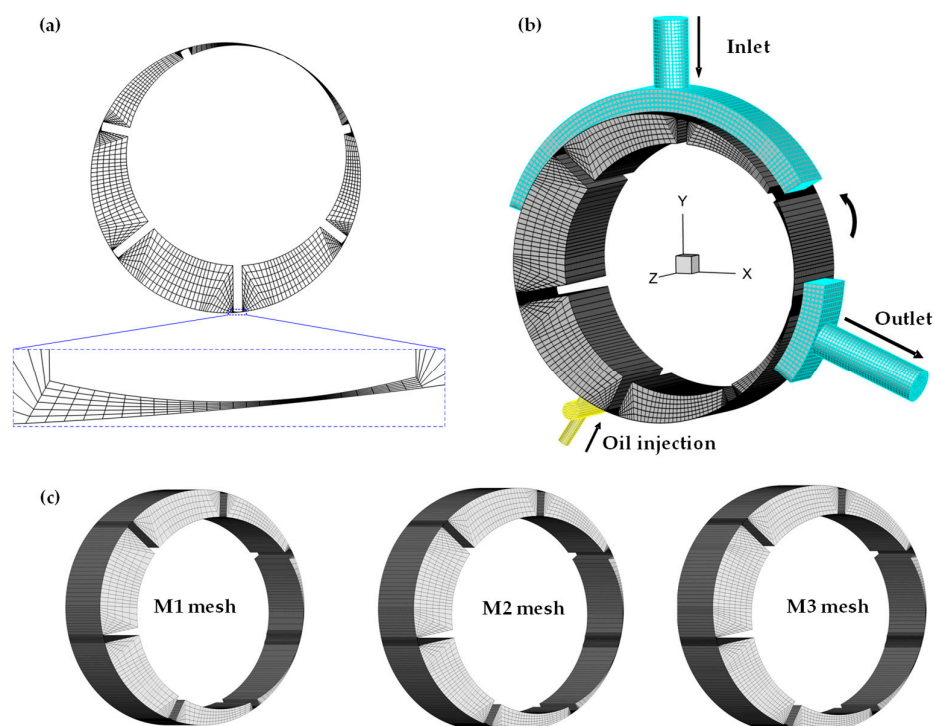 (a)
(b)
Inlet
Y
Z
X
Outlet
Oil injection
(c)
M1 mesh
M2 mesh
M3 mesh